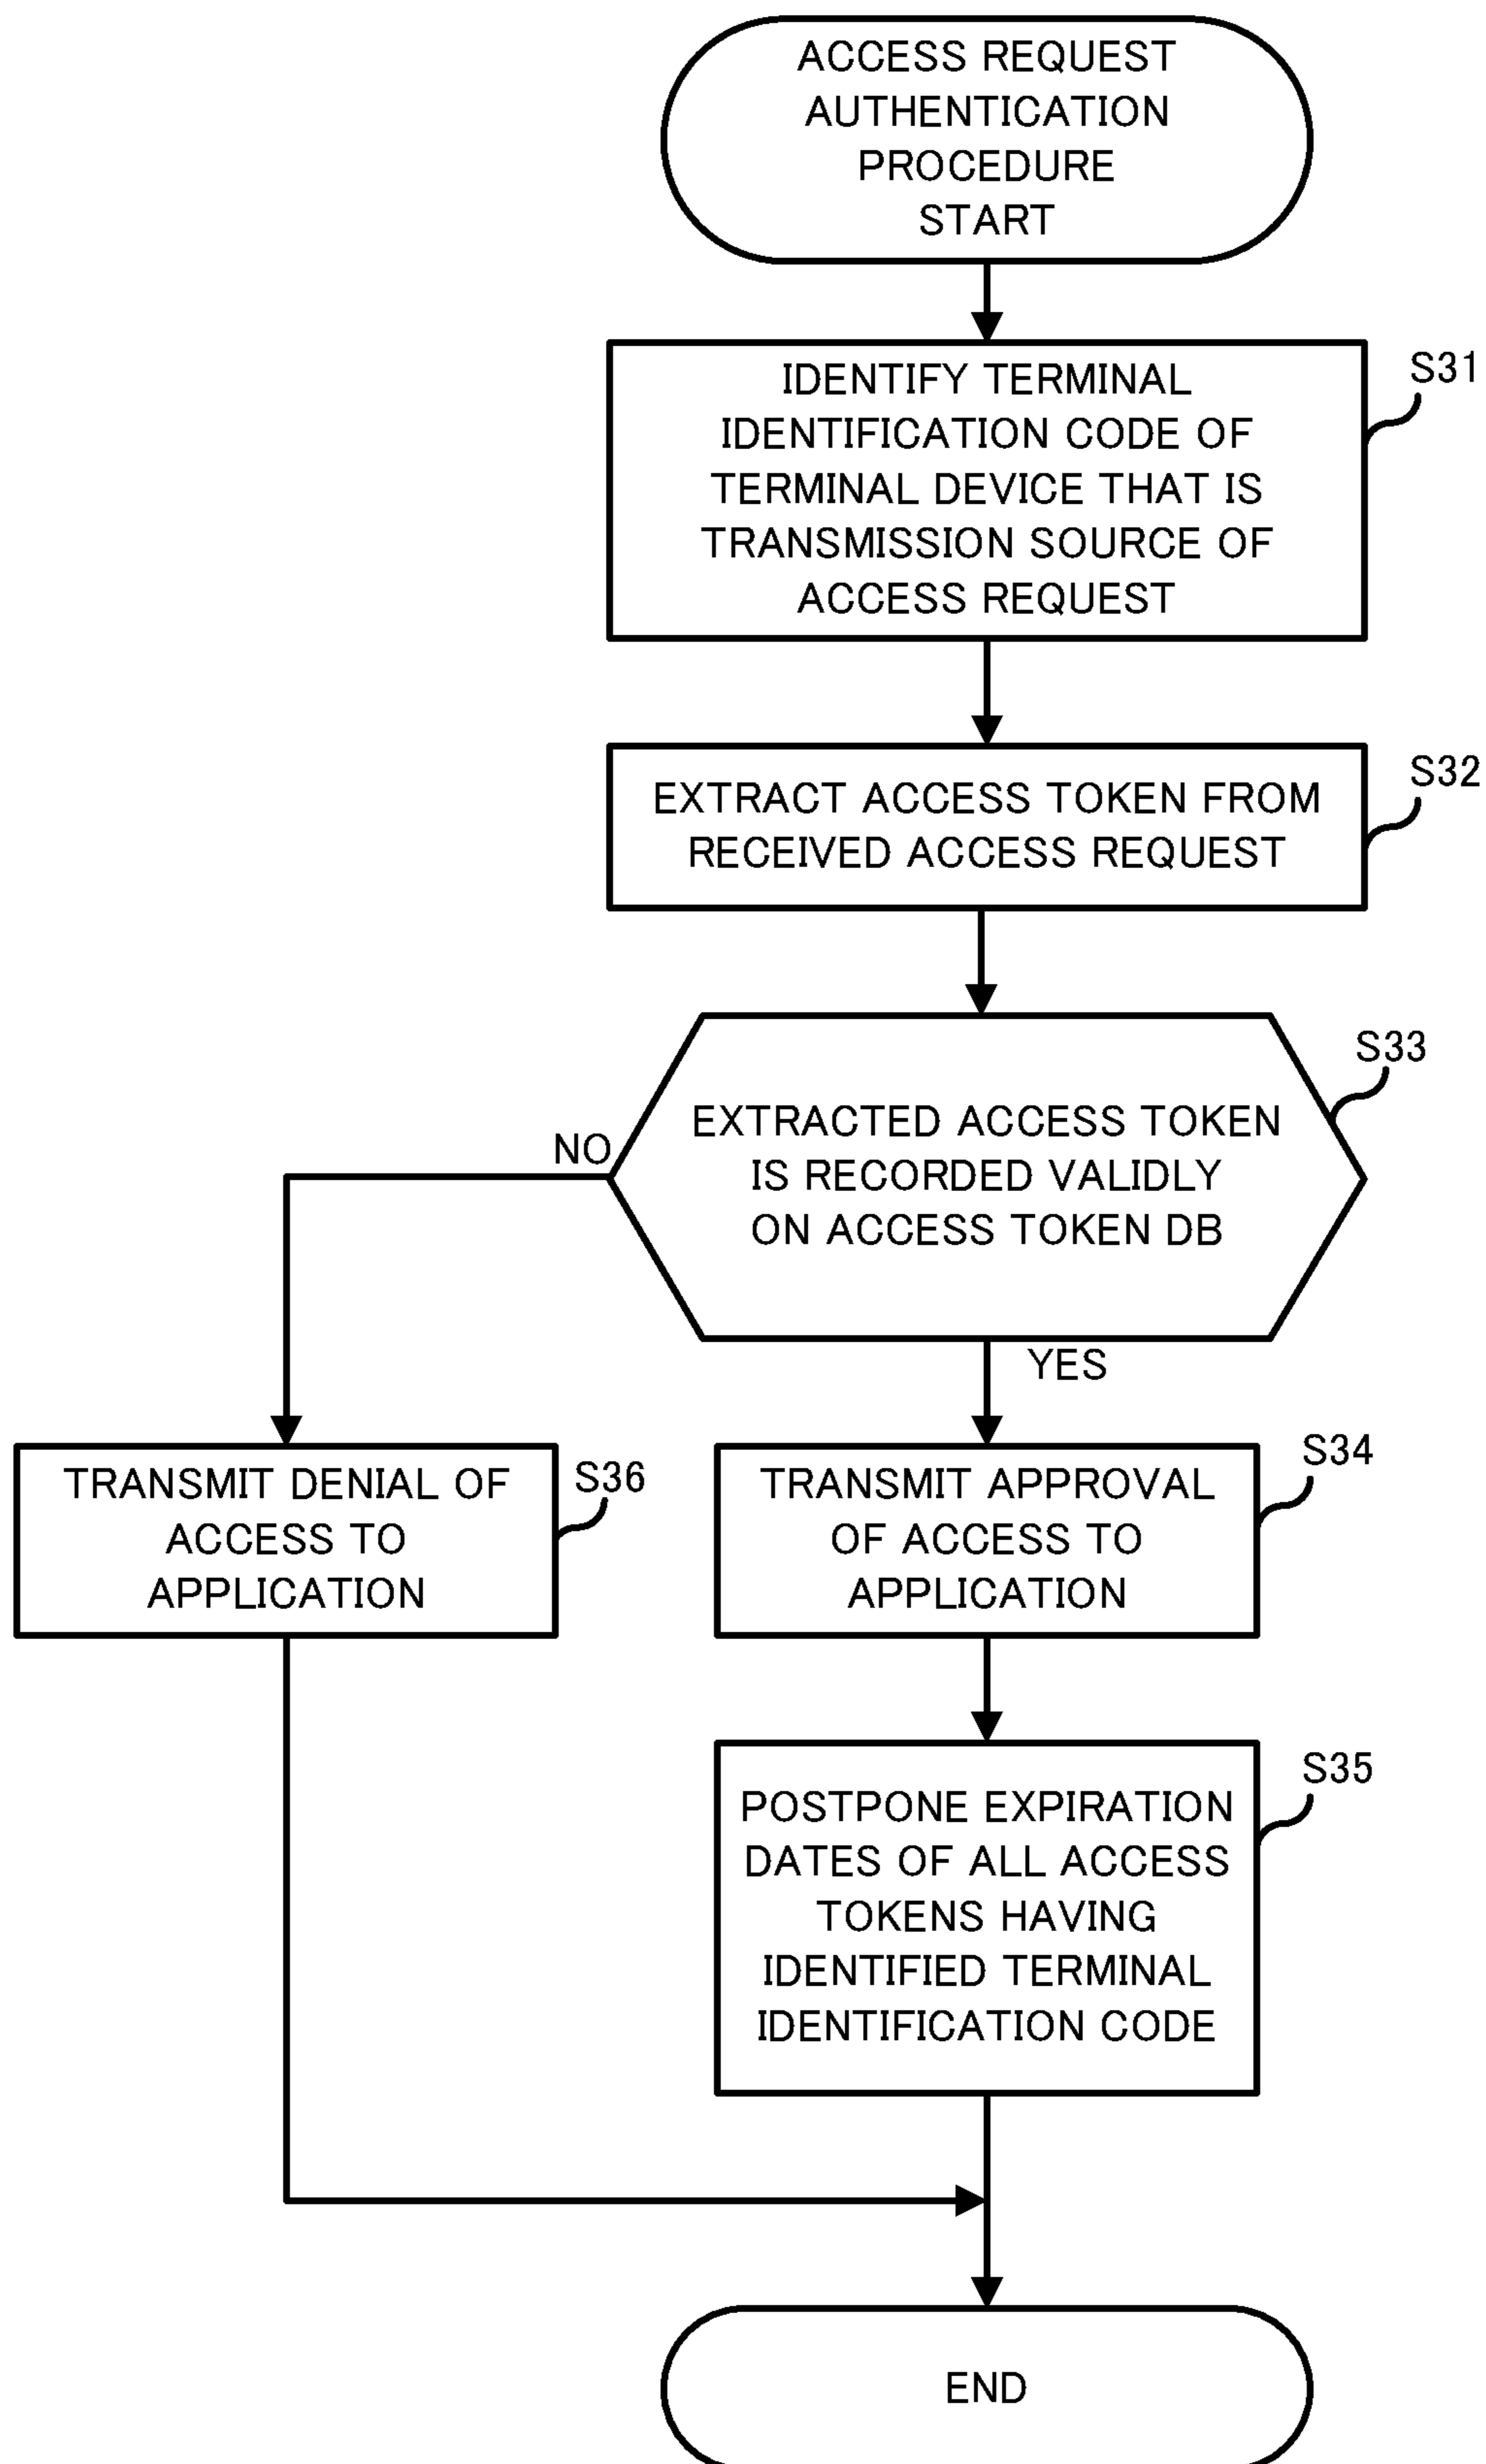 ACCESS REQUEST
AUTHENTICATION
PROCEDURE
START
S31
IDENTIFY TERMINAL
IDENTIFICATION CODE OF
TERMINAL DEVICE THAT IS
TRANSMISSION SOURCE OF
ACCESS REQUEST
S32
EXTRACT ACCESS TOKEN FROM
RECEIVED ACCESS REQUEST
S33
EXTRACTED ACCESS TOKEN
IS RECORDED VALIDLY
ON ACCESS TOKEN DB
NO
YES
S36
TRANSMIT DENIAL OF
ACCESS TO
APPLICATION
S34
TRANSMIT APPROVAL
OF ACCESS TO
APPLICATION
S35
POSTPONE EXPIRATION
DATES OF ALL ACCESS
TOKENS HAVING
IDENTIFIED TERMINAL
IDENTIFICATION CODE
END